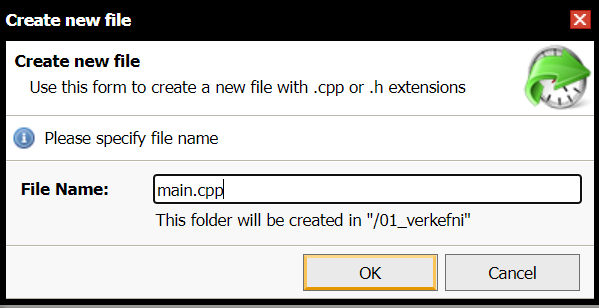 Create new file
Create new file
Use this form to create a new file with .cpp or .h extensions
Please specify file name
File Name: main.cpp
This folder will be created in "/01_verkefni"
OK Cancel